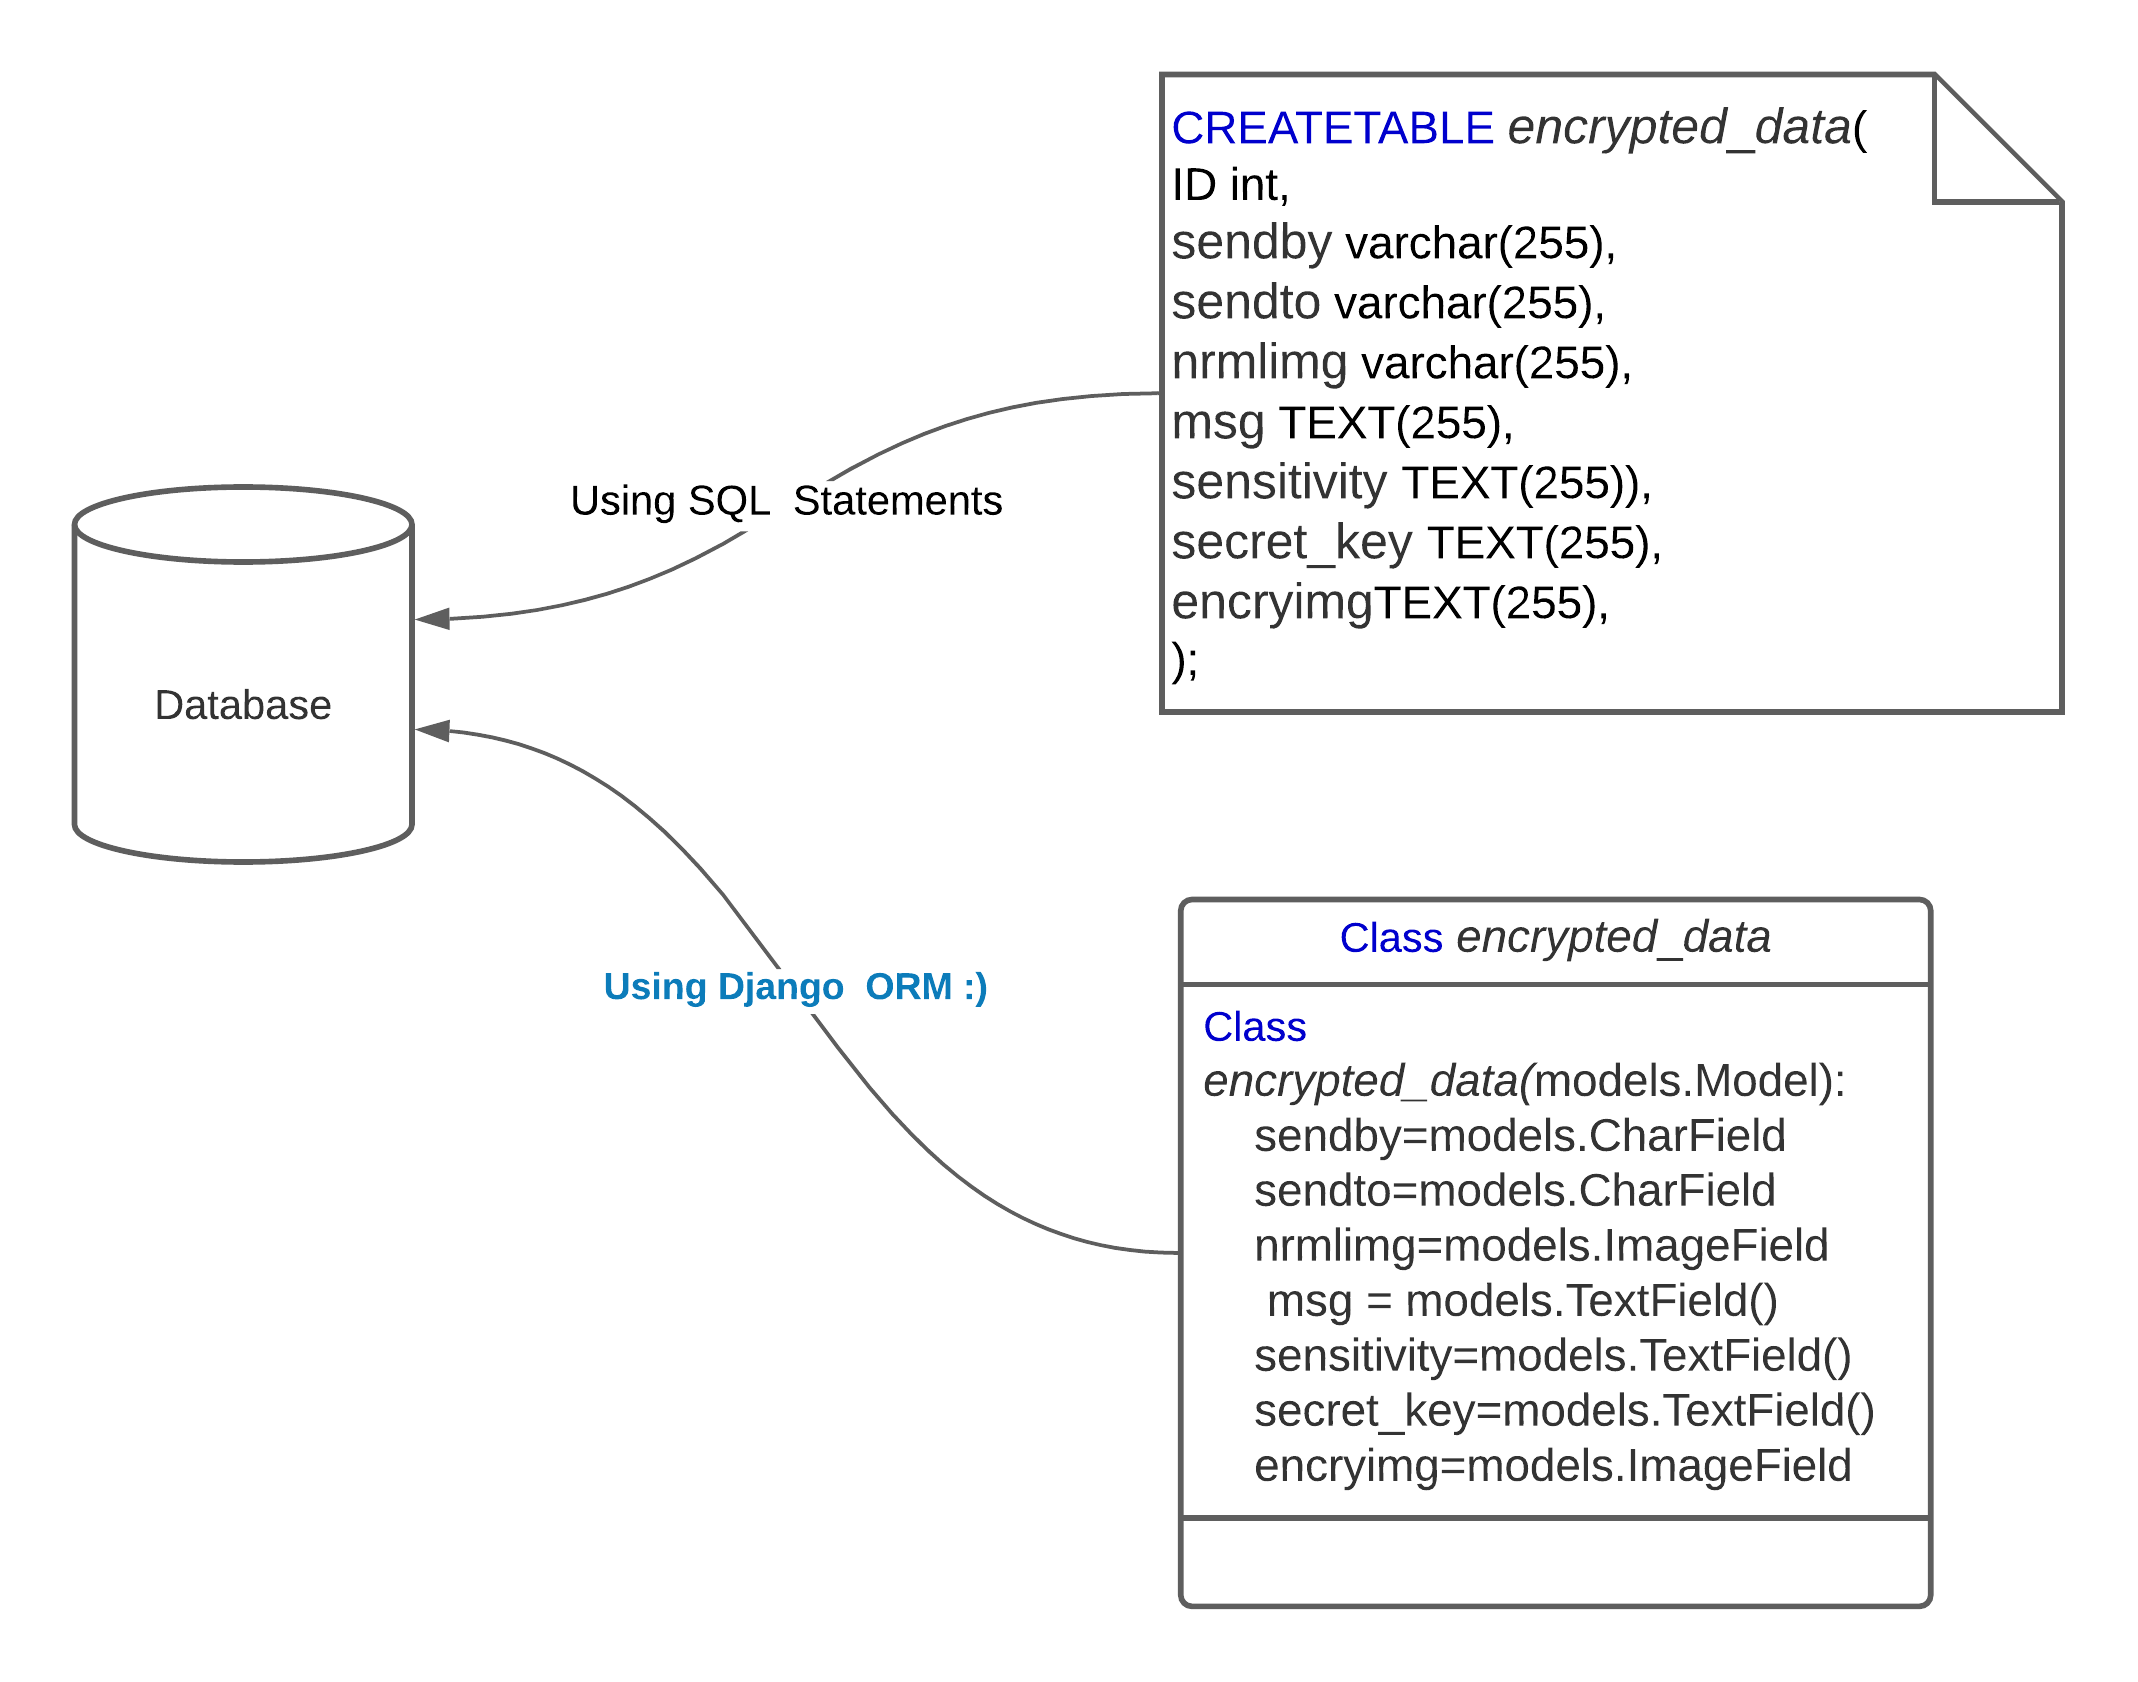 CREATETABLE encrypted_data(
ID int,
sendby varchar(255),
sendto varchar(255),
nrmlimg varchar(255),
msg TEXT(255),
sensitivity TEXT(255)),
secret_key TEXT(255),
encryimgTEXT(255),
);
Using SQL  Statements
Database
Using Django  ORM :)
Class encrypted_data
Class
encrypted_data(models.Model):
sendby=models.CharField
sendto=models.CharField
nrmlimg=models.ImageField
msg = models.TextField()
sensitivity=models.TextField()
secret_key=models.TextField()
encryimg=models.ImageField